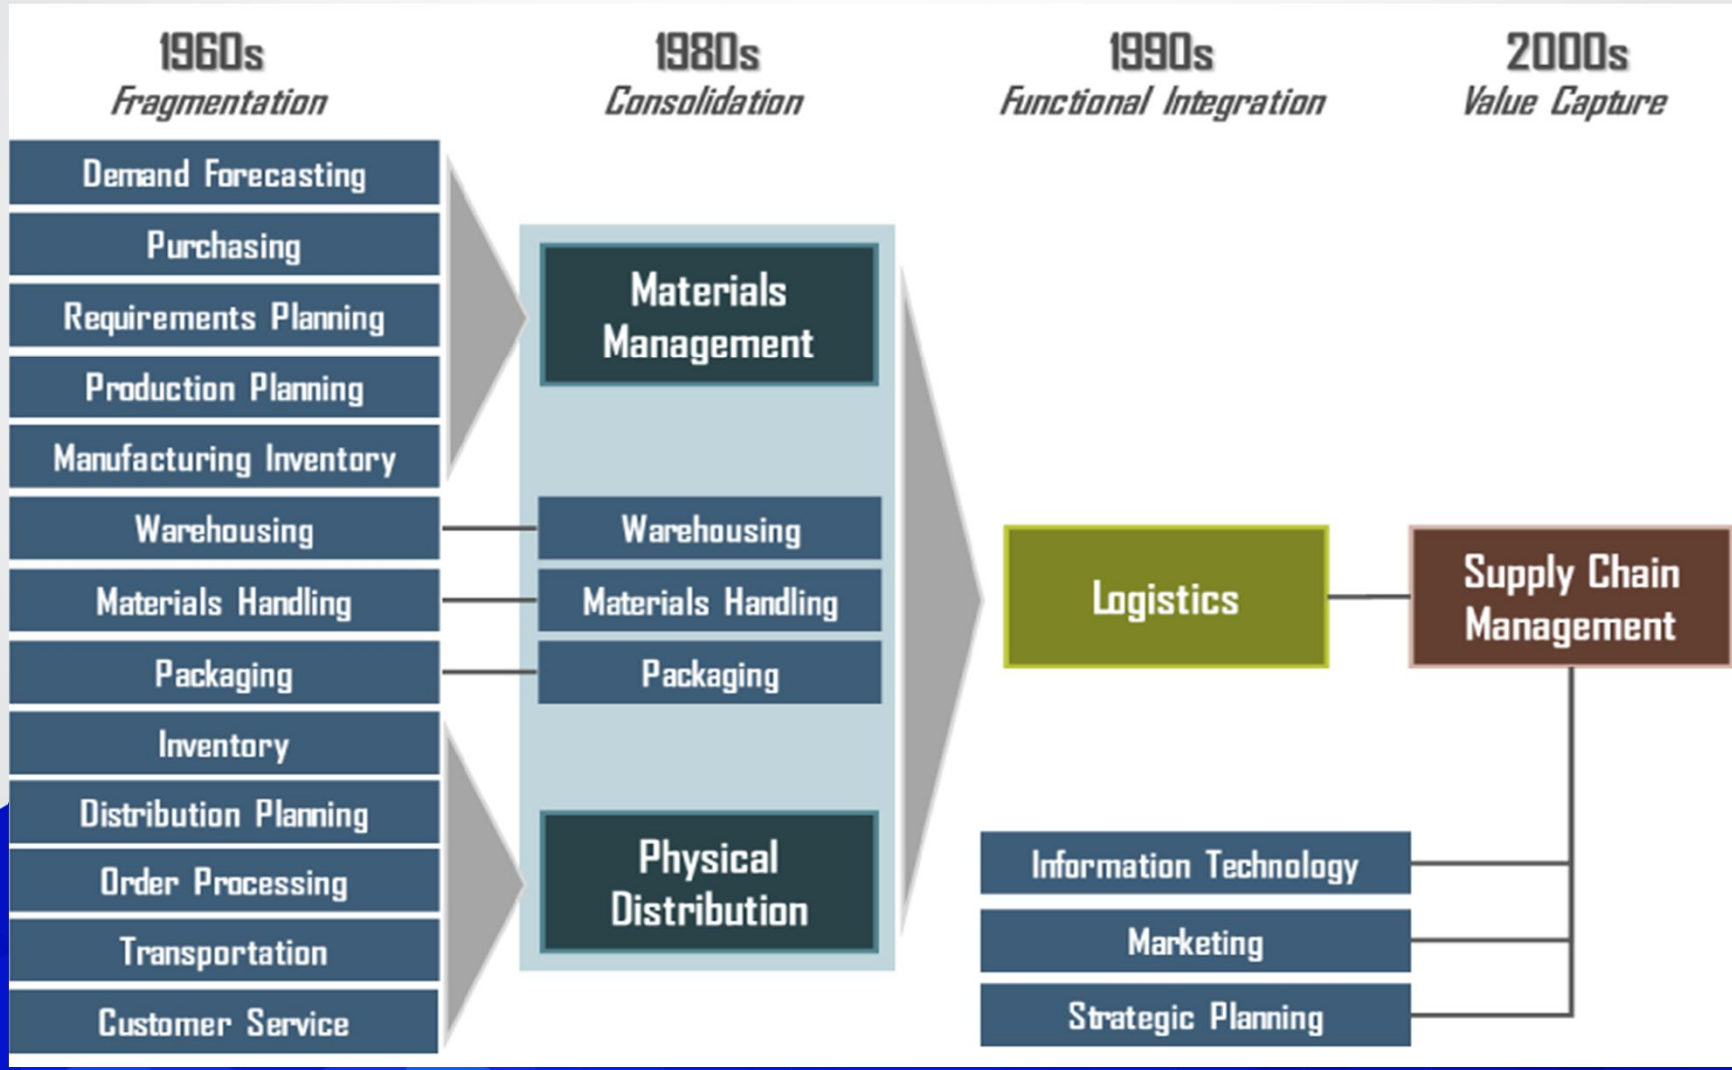 1960s
Fragmentation
Demand Forecasting
Purchasing
Requirements Planning
Production Planning
Manufacturing Inventory
Warehousing
Materials Handling
Packaging
Inventory
Distribution Planning
Order Processing
Transportation
Customer Service
1980s
Consolidation
Materials
Management
Warehousing
Materials Handling
Packaging
Physical
Distribution
1990s
Functional Integration
Logistics
Information Technology
Marketing
Strategic Planning
2000s
Value Capture
Supply Chain
Management